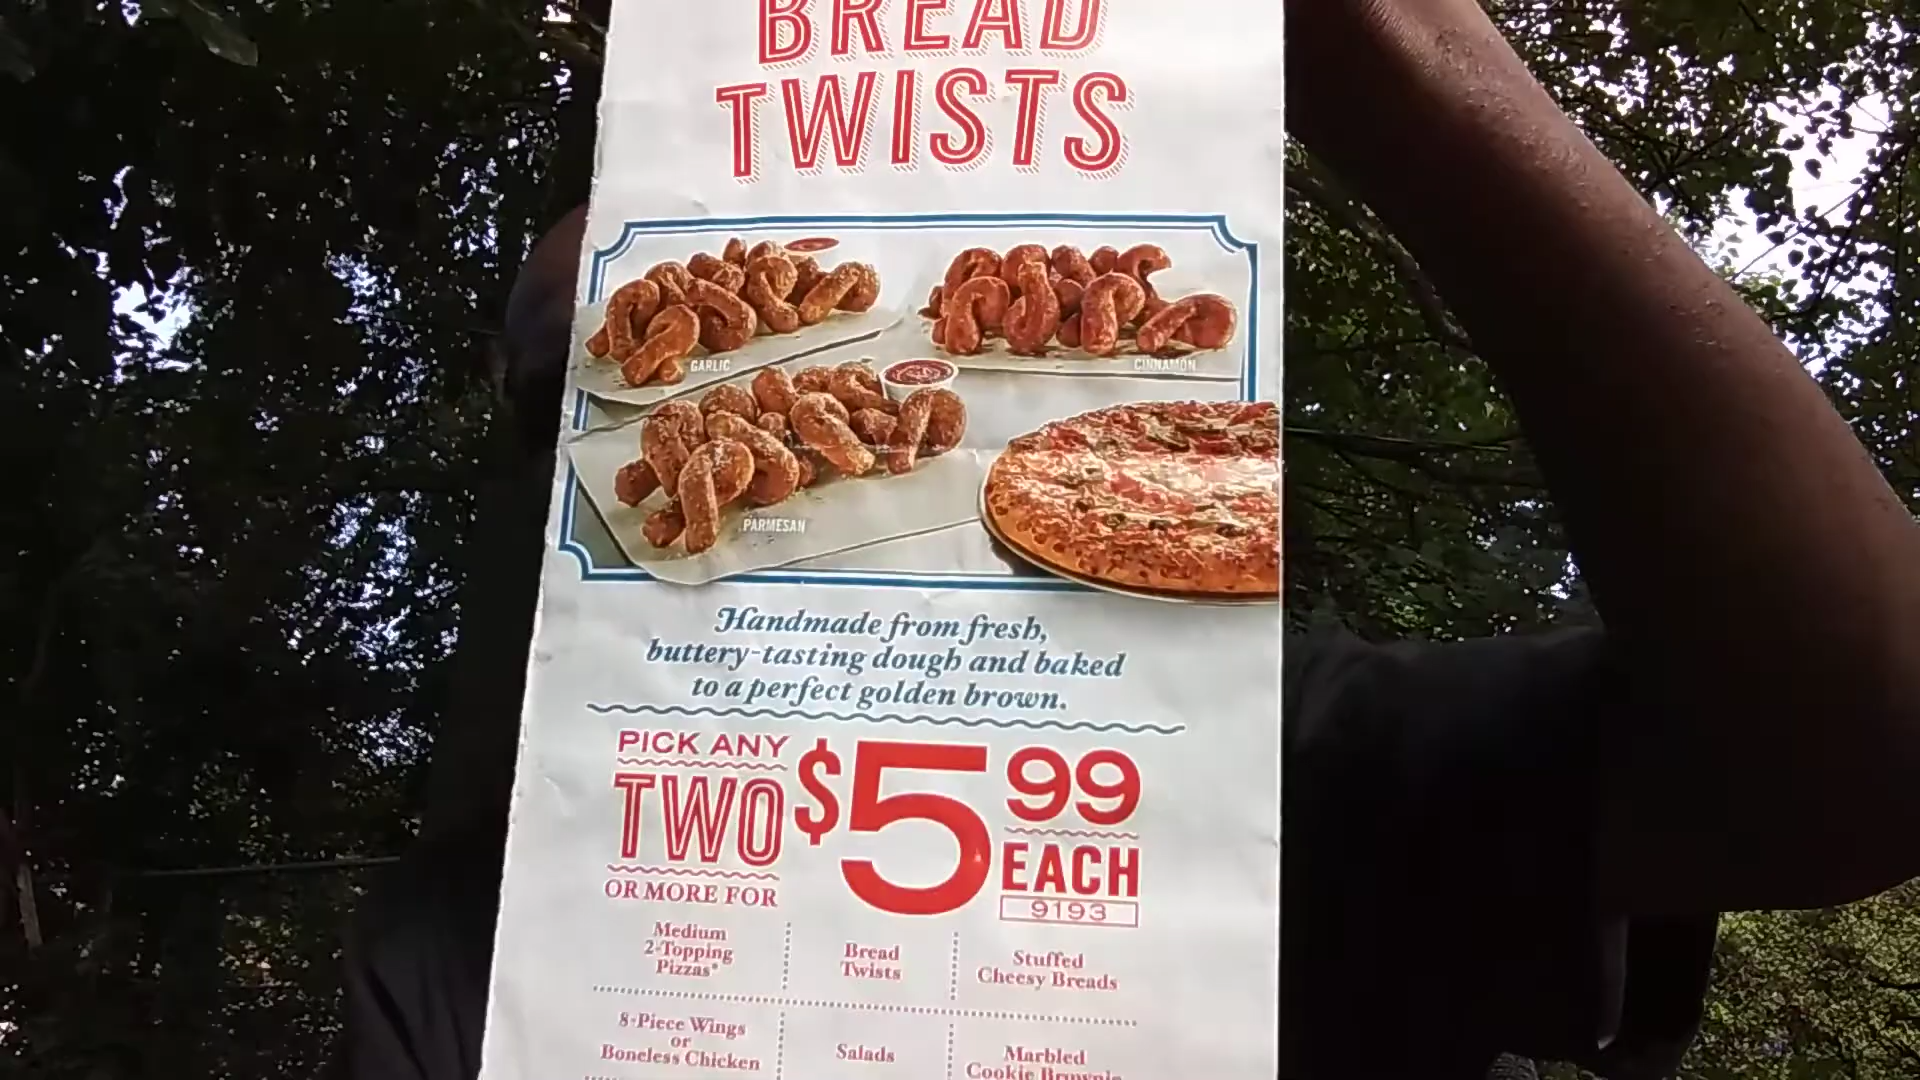 BREAD
TWISTS
GARLIC
CINNAMON
PARMESAN
Handmade from fresh,
buttery-tasting dough and baked
to a perfect golden brown.
PICK ANY
TWO
OR MORE FOR
$5 99
EACH
9193
Medium
2-Topping
Pizzas*
Bread
Twists
Stuffed
Cheesy Breads
8-Piece Wings
or
Boneless Chicken
Salads
Marbled
Cookie Brownie